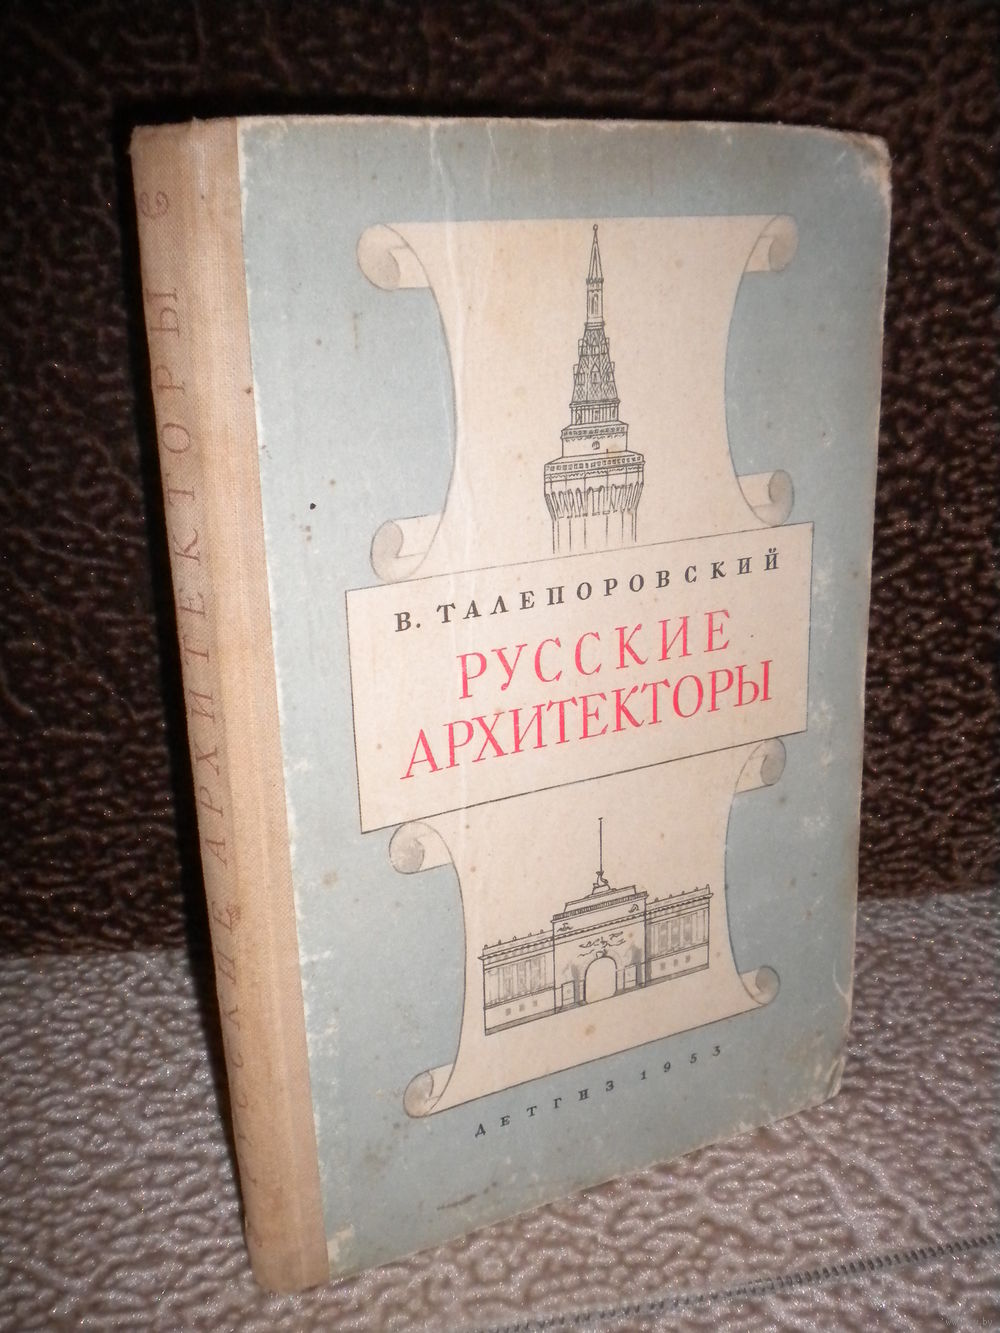 РУССКИЕ АРХИТЕКТОРЫ
В. ТАЛЕПОРОВСКИЙ
РУССКИЕ
АРХИТЕКТОРЫ
ДЕТГИЗ 1953